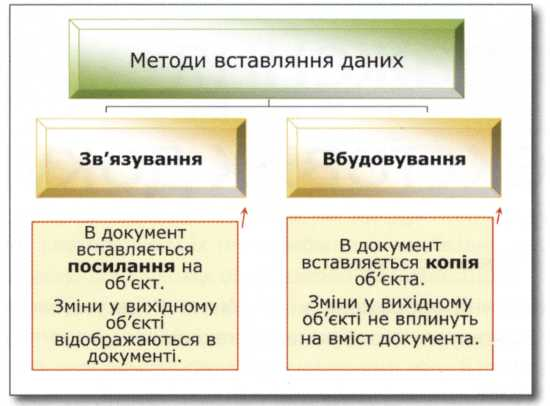 Методи вставляння даних
Зв’язування
Вбудовування
В документ
вставляється
посилання на
об’єкт.
Зміни у вихідному
об’єкті
відображаються в
документі.
В документ
вставляється копія
об’єкта.
Зміни у вихідному
об’єкті не вплинуть
на вміст документа.